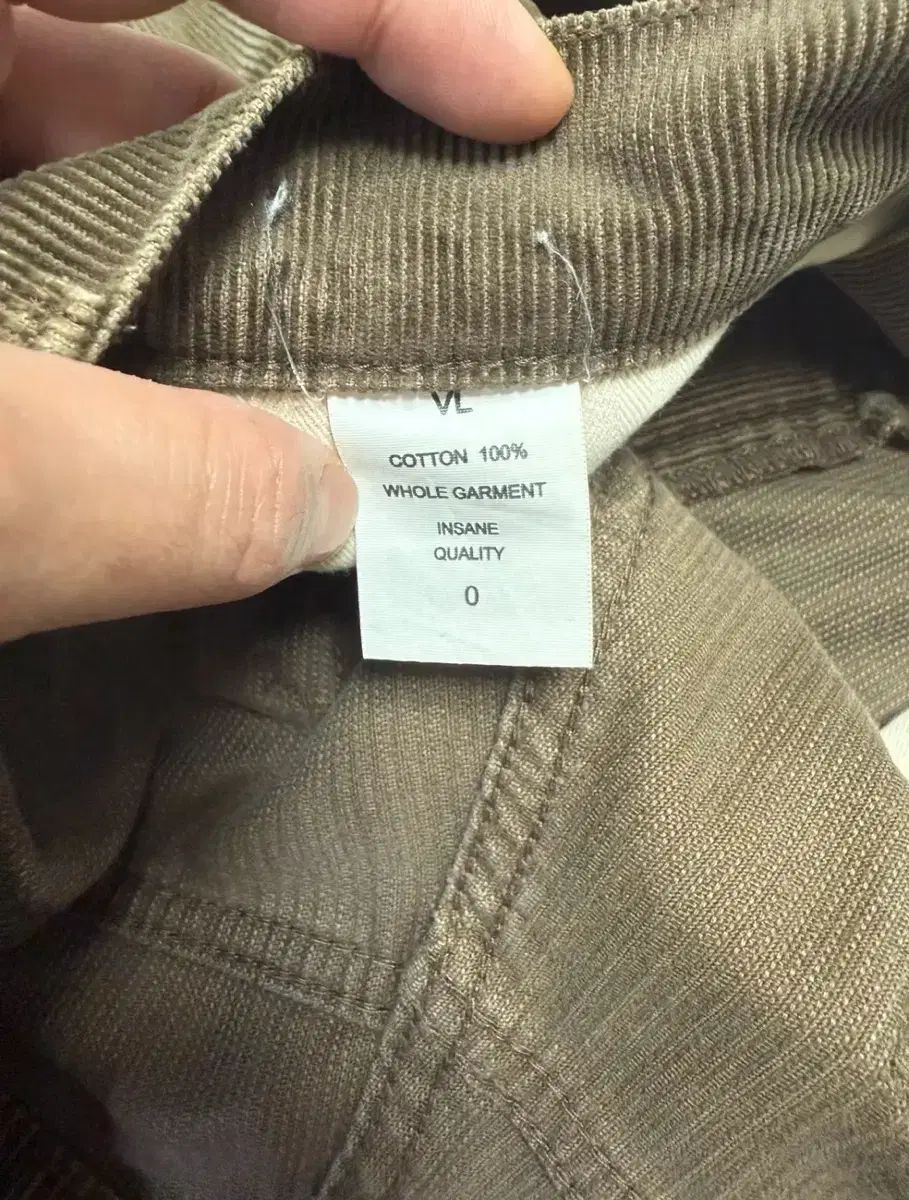 VL
COTTON 100%
WHOLE GARMENT
INSANE
QUALITY
0